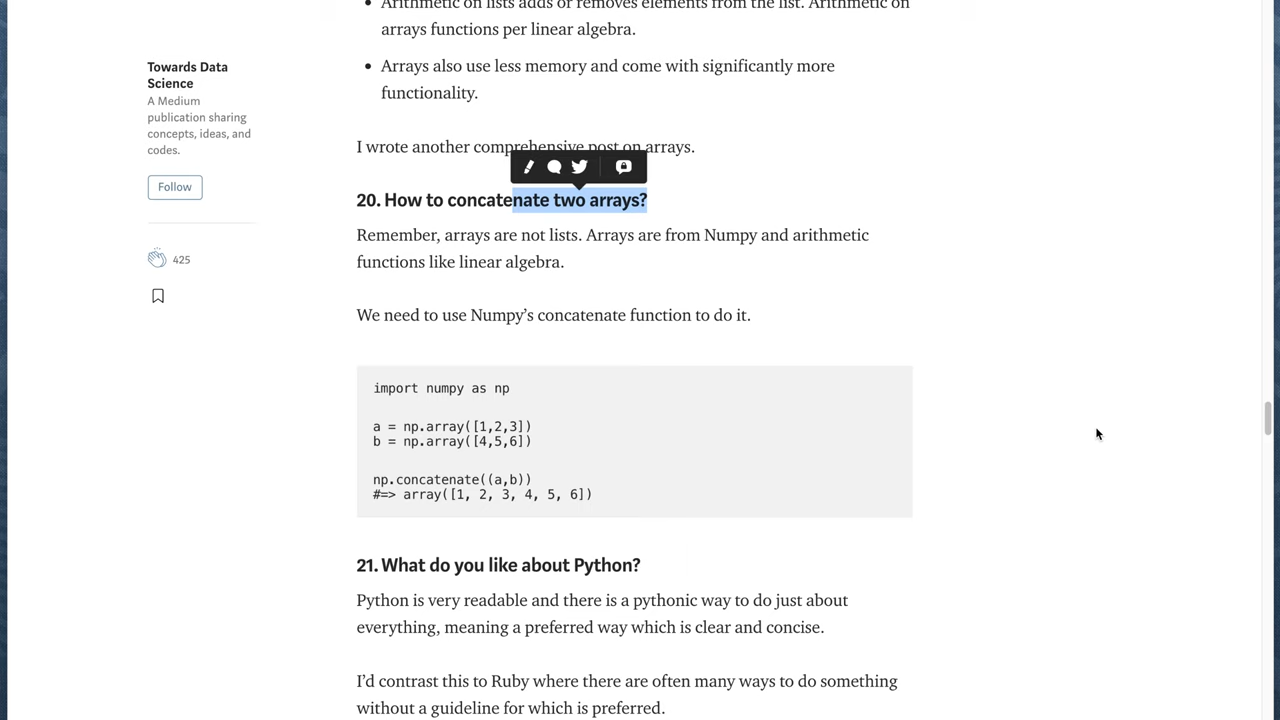 Arithmetic on lists adds or removes elements from the list. Arithmetic on
arrays functions per linear algebra.
Arrays also use less memory and come with significantly more
functionality.
I wrote another comprehensive post on arrays.
Towards Data
Science
A Medium
publication sharing
concepts, ideas, and
codes.
Follow
425
20. How to concatenate two arrays?
Remember, arrays are not lists. Arrays are from Numpy and arithmetic
functions like linear algebra.
We need to use Numpy’s concatenate function to do it.
import numpy as np
a = np.array([1,2,3])
b = np.array([4,5,6])
np.concatenate((a,b))
#=> array([1, 2, 3, 4, 5, 6])
21. What do you like about Python?
Python is very readable and there is a pythonic way to do just about
everything, meaning a preferred way which is clear and concise.
I’d contrast this to Ruby where there are often many ways to do something
without a guideline for which is preferred.